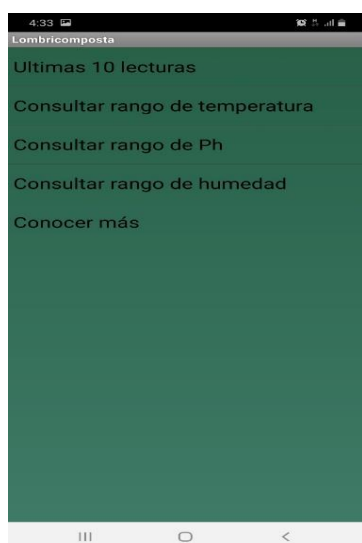 4:33
Lombricomposta
Ultimas 10 lecturas
Consultar rango de temperatura
Consultar rango de Ph
Consultar rango de humedad
Conocer más